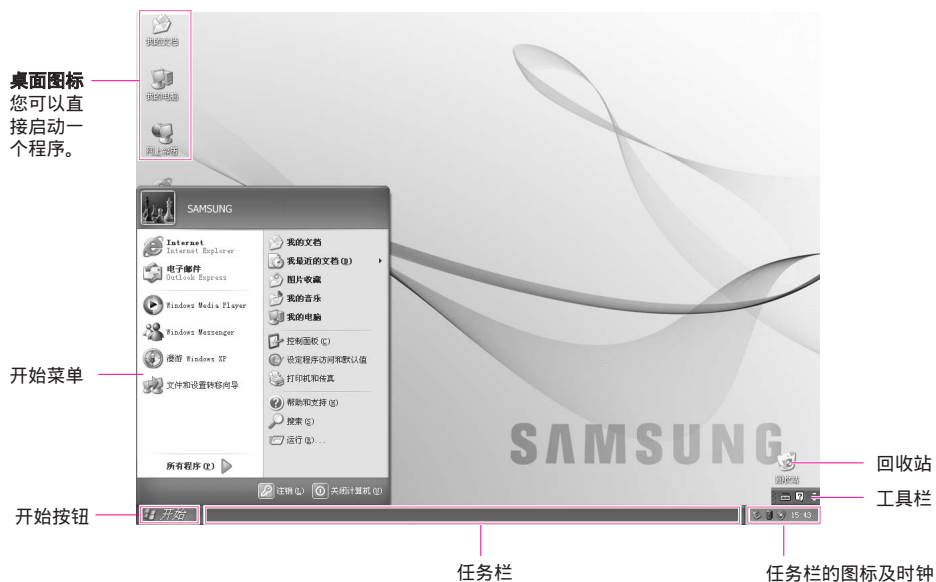 我的文档
桌面图标
您可以直
接启动一
个程序。
我的电脑
网上邻居
SAMSUNG
Internet
Internet Explorer
电子邮件
Outlook Express
Windows Media Player
Windows Messenger
漫游 Windows XP
文件和设置转移向导
所有程序(P)
我的文档
我最近的文档(D)
图片收藏
我的音乐
我的电脑
控制面板(C)
设定程序访问和默认值
打印机和传真
帮助和支持(H)
搜索(S)
运行(R)...
注销(L)
关闭计算机(U)
开始菜单
SAMSUNG
回收站
回收站
工具栏
开始按钮
开始
15:43
任务栏
任务栏的图标及时钟